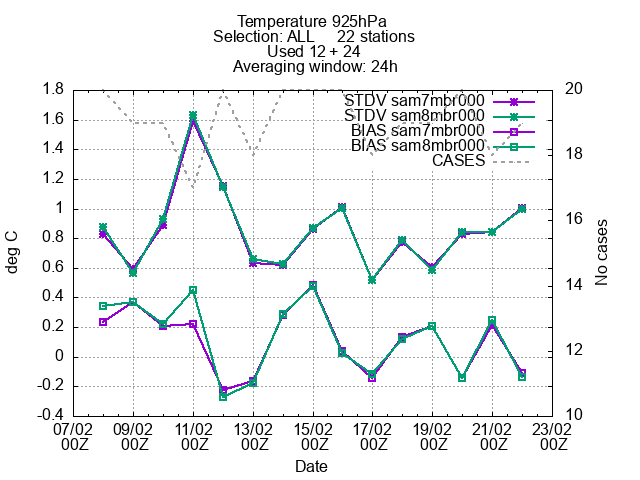 Temperature 925hPa
Selection: ALL 22 stations
Used 12 + 24
Averaging window: 24h
STDV sam7mbr000
STDV sam8mbr000
BIAS sam7mbr000
BIAS sam8mbr000
CASES
1.8
1.6
1.4
1.2
1
0.8
0.6
0.4
0.2
0
-0.2
-0.4
deg C
20
18
16
14
12
10
No cases
07/02 09/02 11/02 13/02 15/02 17/02 19/02 21/02 23/02
00Z 00Z 00Z 00Z 00Z 00Z 00Z 00Z 00Z
Date